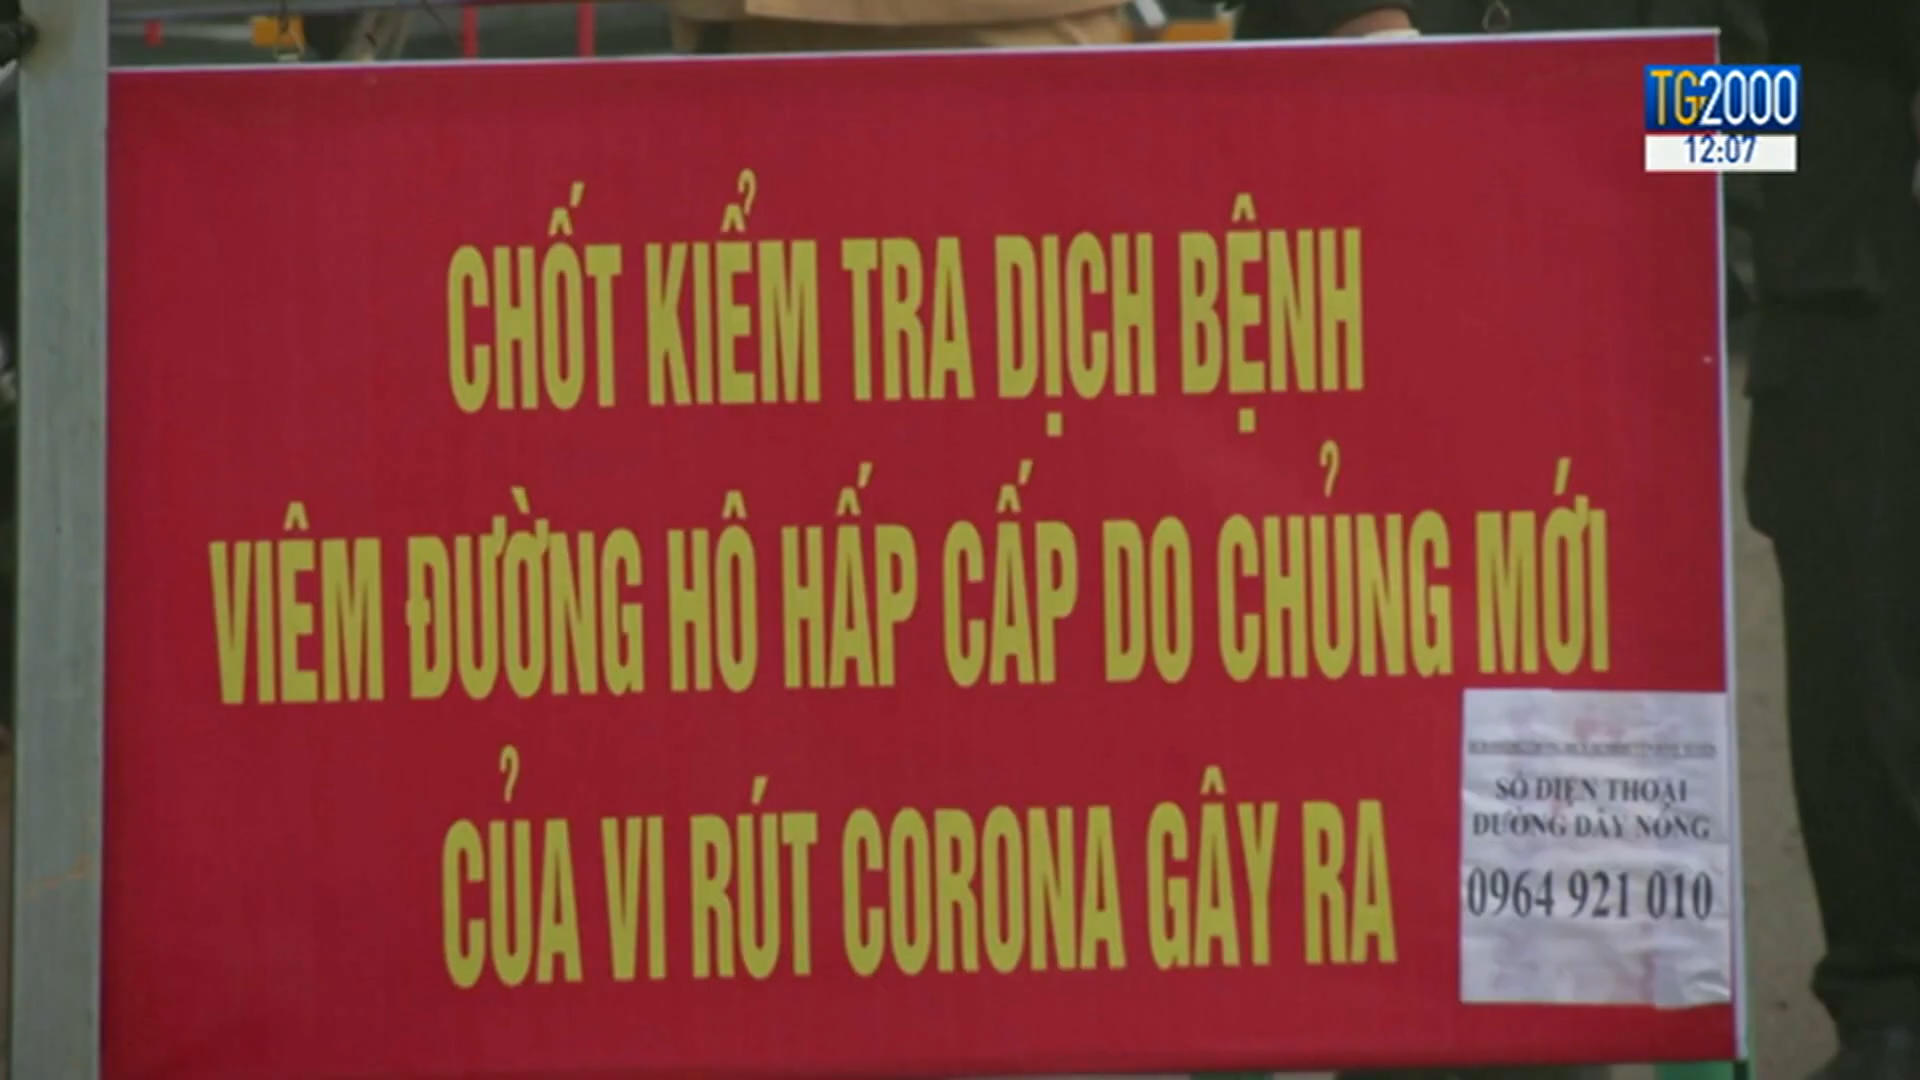 TG2000
12:07
CHỐT KIỂM TRA DỊCH BỆNH
VIÊM ĐƯỜNG HÔ HẤP CẤP DO CHỦNG MỚI
CỦA VI RÚT CORONA GÂY RA
SỐ ĐIỆN THOẠI
ĐƯỜNG DÂY NÓNG
0964 921 010